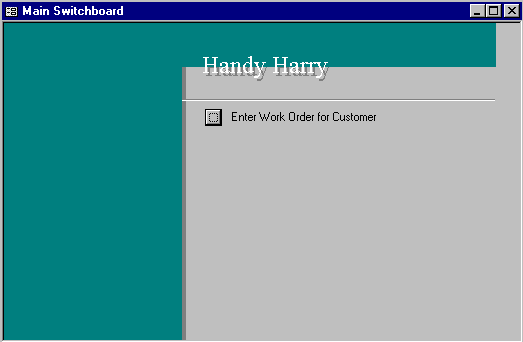 Main Switchboard
Handy Harry
Enter Work Order for Customer